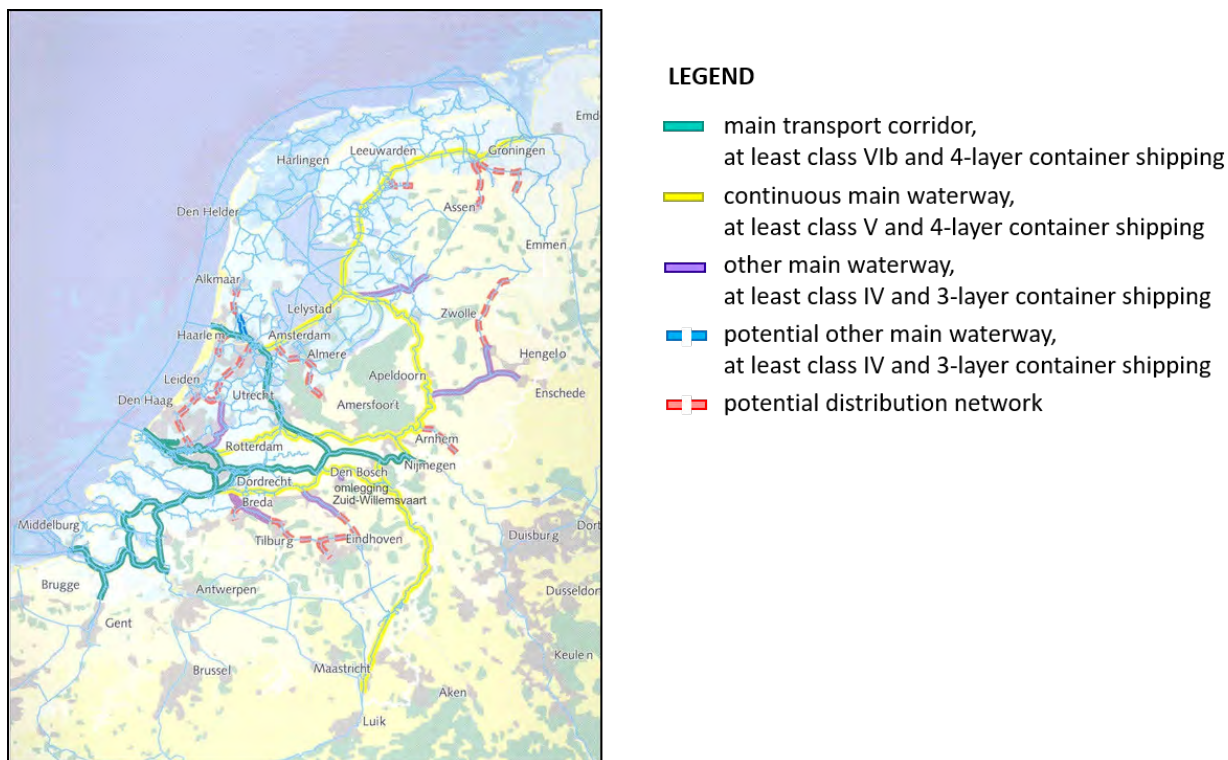 LEGEND
main transport corridor,
at least class VIb and 4-layer container shipping
continuous main waterway,
at least class V and 4-layer container shipping
other main waterway,
at least class IV and 3-layer container shipping
potential other main waterway,
at least class IV and 3-layer container shipping
potential distribution network
Emd
Groningen
Leeuwarden
Harlingen
Den Helder
Assen
Emmen
Alkmaar
Lelystad
Zwolle
Haarlem
Amsterdam
Almere
Hengelo
Leiden
Apeldoorn
Enschede
Den Haag
Utrecht
Amersfoort
Arnhem
Rotterdam
Nijmegen
Den Bosch
Dordrecht
omlegging
Zuid-Willemsvaart
Breda
Middelburg
Dort
Duisburg
Tilburg
Eindhoven
Brugge
Antwerpen
Dusseldor
Gent
Keulen
Brussel
Maastricht
Aken
Luik